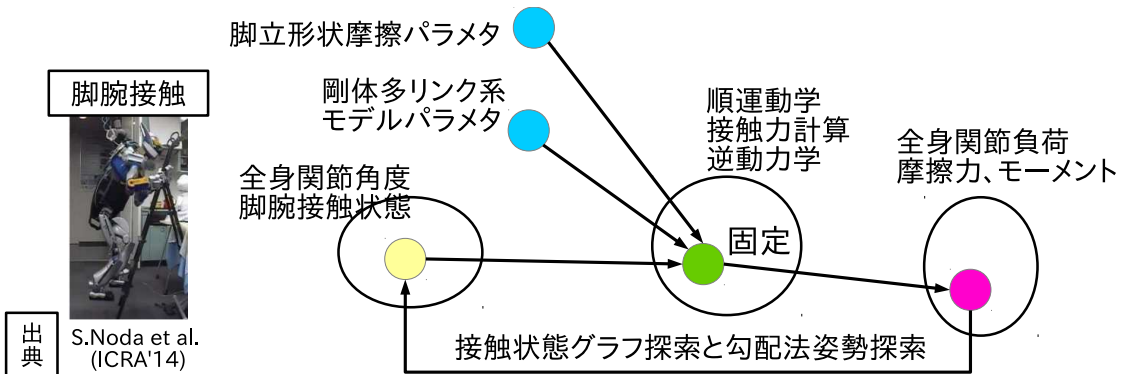 脚立形状摩擦パラメタ
脚腕接触
剛体多リンク系
モデルパラメタ
順運動学
接触力計算
逆動力学
全身関節負荷
摩擦力、モーメント
全身関節角度
脚腕接触状態
固定
出典
S.Noda et al.
(ICRA'14)
接触状態グラフ探索と勾配法姿勢探索